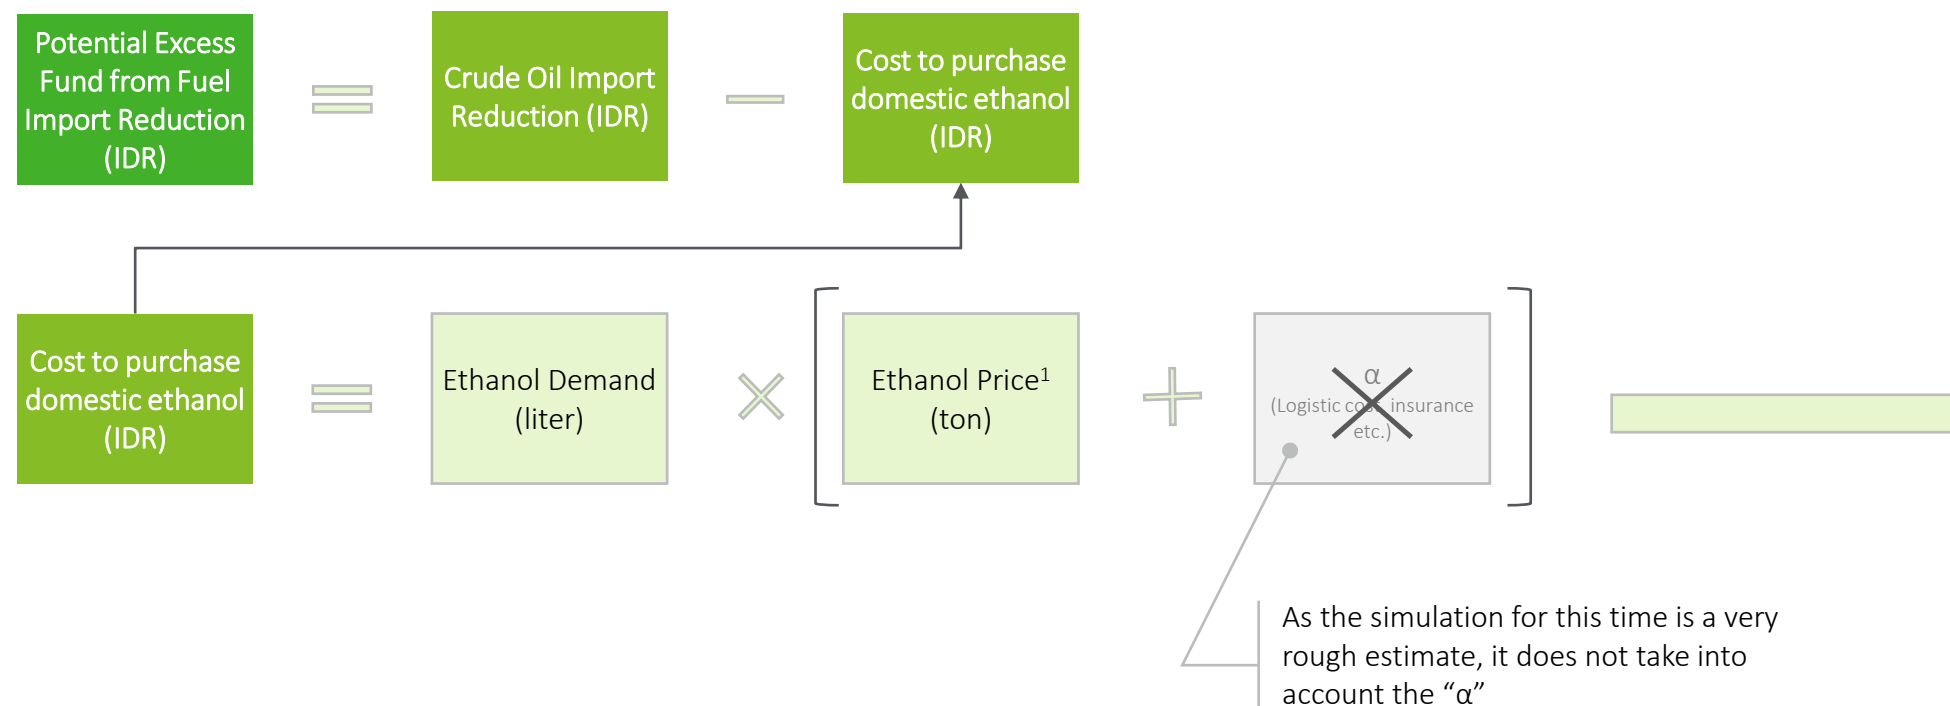 Potential Excess
Fund from Fuel
Import Reduction
(IDR)
Crude Oil Import
Reduction (IDR)
Cost to purchase
domestic ethanol
(IDR)
Cost to purchase
domestic ethanol
(IDR)
Ethanol Demand
(liter)
Ethanol Price¹
(ton)
α
(Logistic cost, insurance
etc.)
As the simulation for this time is a very
rough estimate, it does not take into
account the “α”